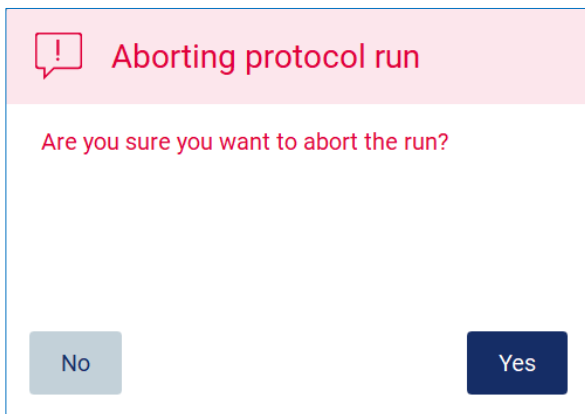 Aborting protocol run
Are you sure you want to abort the run?
No
Yes